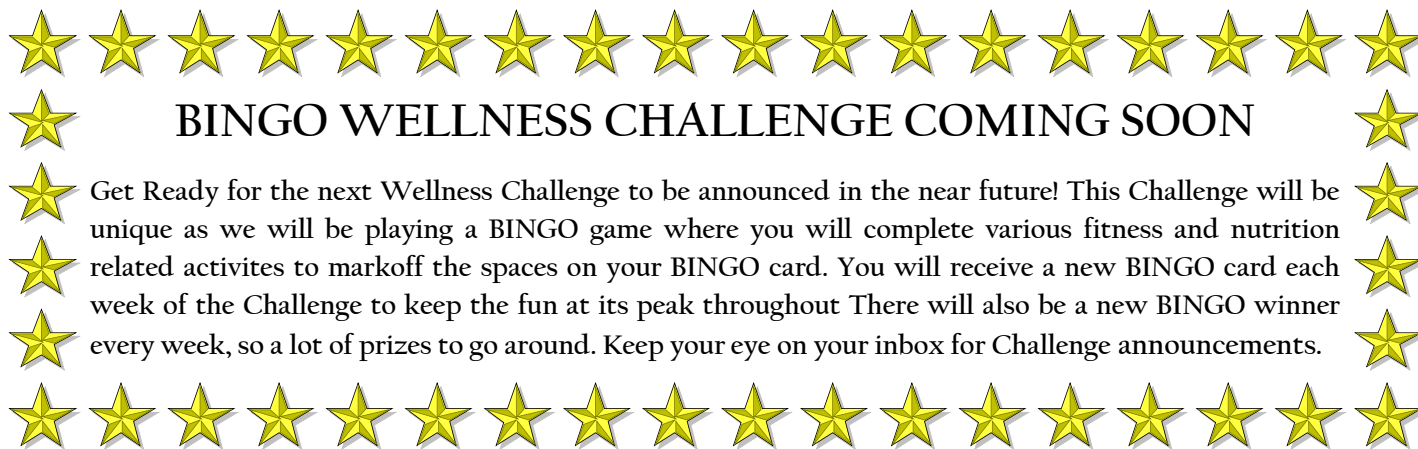 BINGO WELLNESS CHALLENGE COMING SOON
Get Ready for the next Wellness Challenge to be announced in the near future! This Challenge will be
unique as we will be playing a BINGO game where you will complete various fitness and nutrition
related activites to markoff the spaces on your BINGO card. You will receive a new BINGO card each
week of the Challenge to keep the fun at its peak throughout There will also be a new BINGO winner
every week, so a lot of prizes to go around. Keep your eye on your inbox for Challenge announcements.